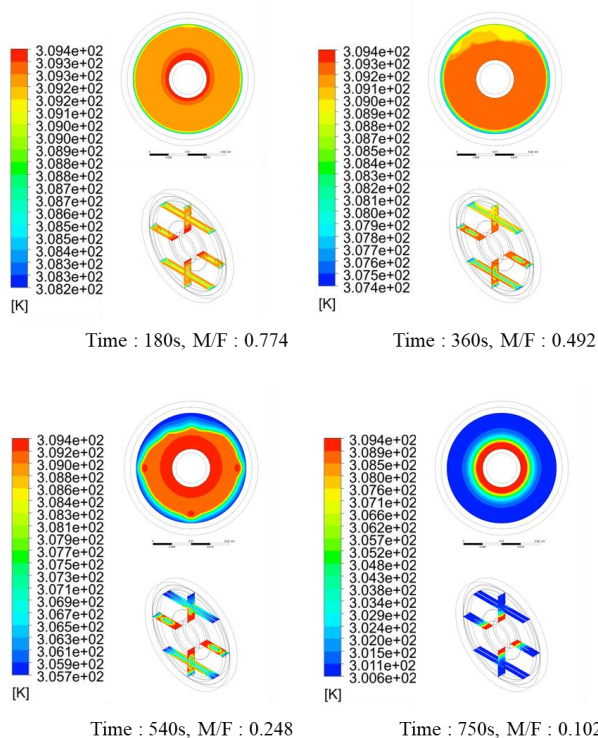 3.094e+02
3.093e+02
3.093e+02
3.092e+02
3.092e+02
3.091e+02
3.090e+02
3.090e+02
3.089e+02
3.088e+02
3.088e+02
3.087e+02
3.087e+02
3.086e+02
3.085e+02
3.085e+02
3.084e+02
3.083e+02
3.083e+02
3.082e+02
[K]
Time : 180s, M/F : 0.774
3.094e+02
3.093e+02
3.092e+02
3.091e+02
3.090e+02
3.089e+02
3.088e+02
3.087e+02
3.085e+02
3.084e+02
3.083e+02
3.082e+02
3.081e+02
3.080e+02
3.079e+02
3.078e+02
3.077e+02
3.076e+02
3.075e+02
3.074e+02
[K]
Time : 360s, M/F : 0.492
3.094e+02
3.092e+02
3.090e+02
3.088e+02
3.086e+02
3.084e+02
3.083e+02
3.081e+02
3.079e+02
3.077e+02
3.075e+02
3.073e+02
3.071e+02
3.069e+02
3.067e+02
3.065e+02
3.063e+02
3.061e+02
3.059e+02
3.057e+02
[K]
Time : 540s, M/F : 0.248
3.094e+02
3.089e+02
3.085e+02
3.080e+02
3.076e+02
3.071e+02
3.066e+02
3.062e+02
3.057e+02
3.052e+02
3.048e+02
3.043e+02
3.038e+02
3.034e+02
3.029e+02
3.024e+02
3.020e+02
3.015e+02
3.011e+02
3.006e+02
[K]
Time : 750s, M/F : 0.102